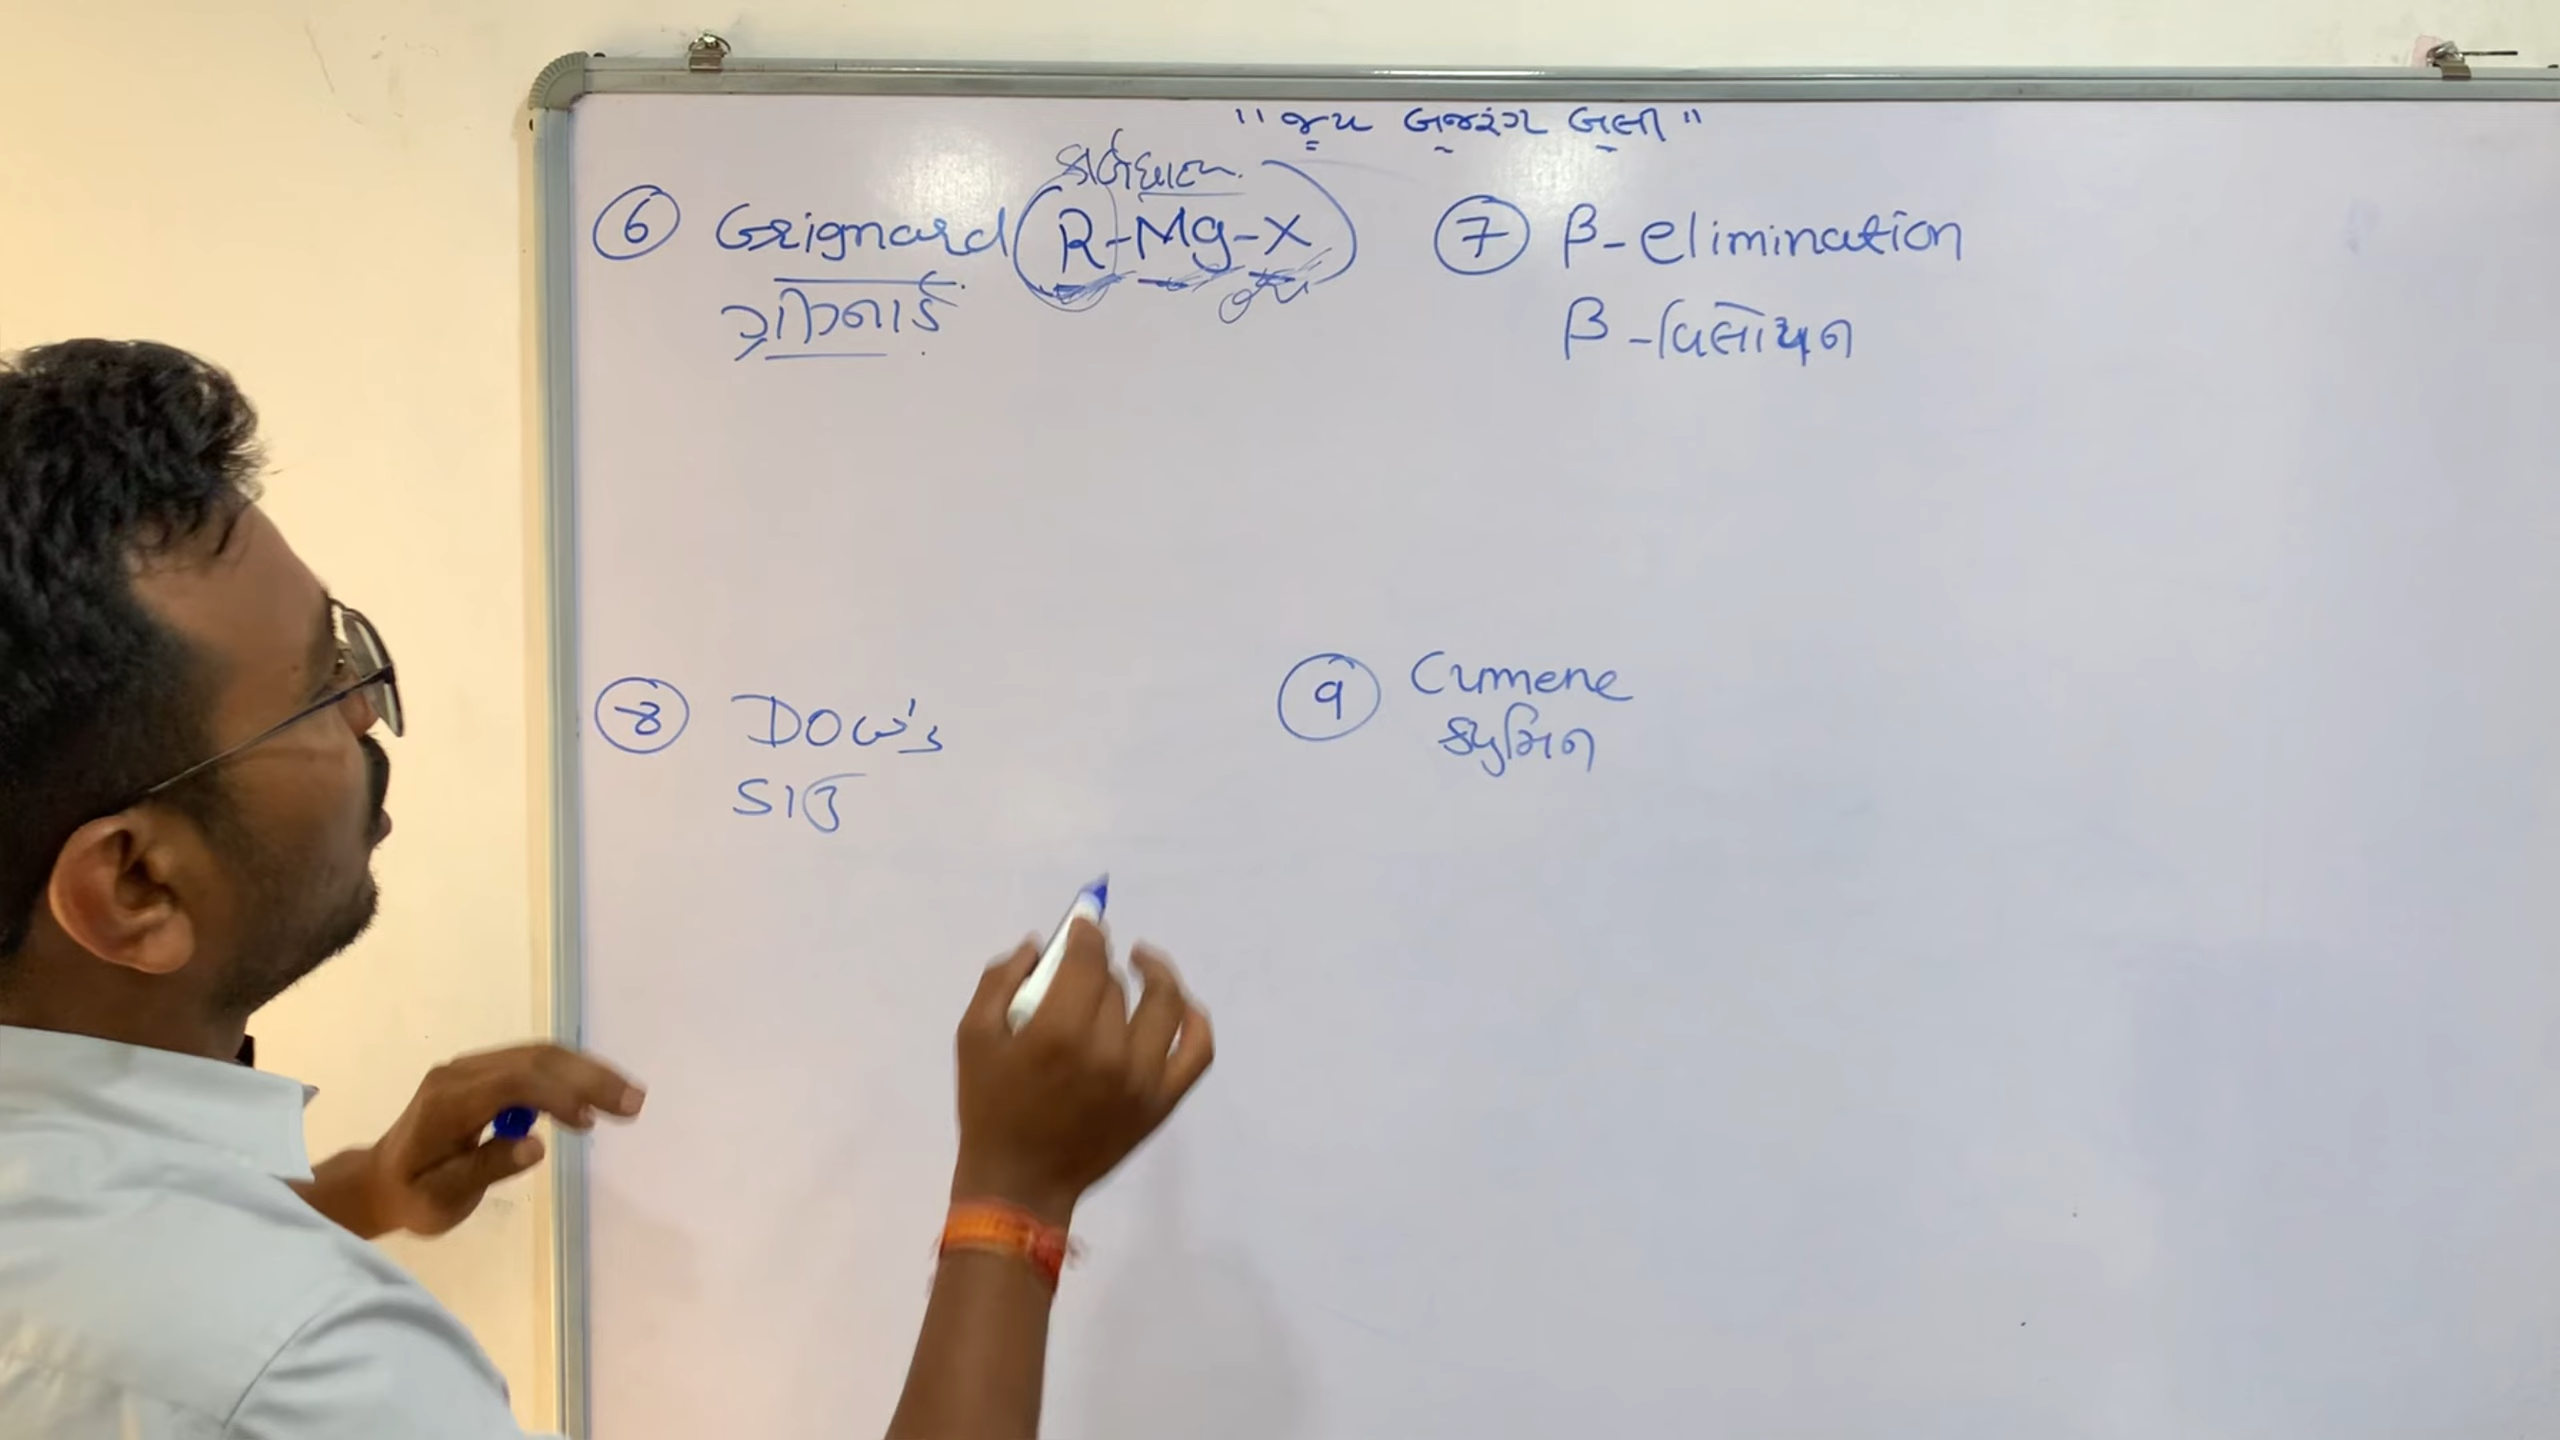 "જય બજરંગ બલી"
કાર્બધાત્વિય
⑥ Grignard R-Mg-X
ગ્રીગ્નાર્ડ
⑦ β-elimination
β-વિલોપન
⑧ DOW's
ડાઉ
⑨ Cumene
ક્યુમિન